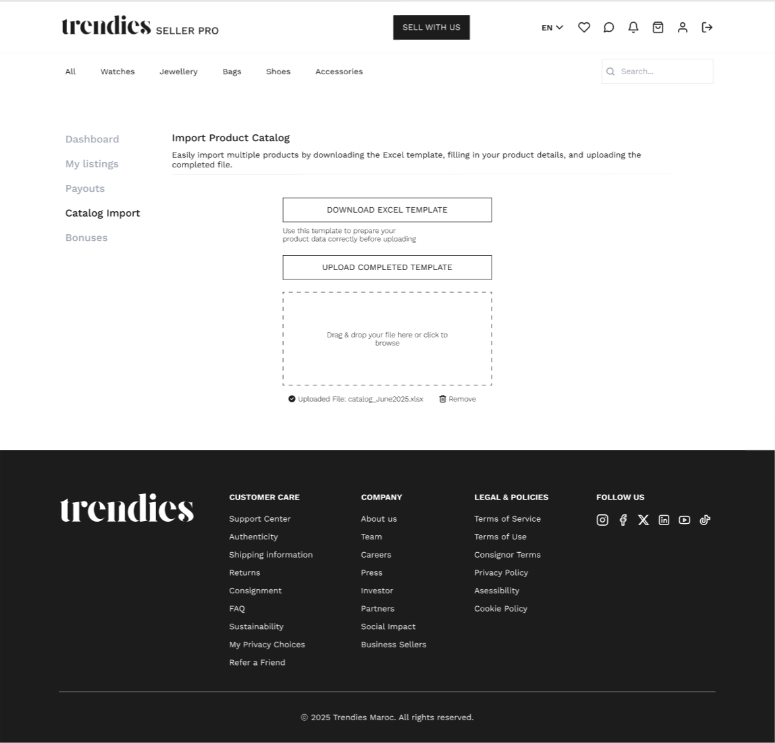 trendies SELLER PRO
SELL WITH US
EN
All Watches Jewellery Bags Shoes Accessories
Search...
Dashboard
My listings
Payouts
Catalog Import
Bonuses
Import Product Catalog
Easily import multiple products by downloading the Excel template, filling in your product details, and uploading the
completed file.
DOWNLOAD EXCEL TEMPLATE
Use this template to prepare your
product data correctly before uploading
UPLOAD COMPLETED TEMPLATE
Drag & drop your file here or click to
browse
Uploaded File: catalog_June2025.xlsx Remove
trendies
CUSTOMER CARE
Support Center
Authenticity
Shipping information
Returns
Consignment
FAQ
Sustainability
My Privacy Choices
Refer a Friend
COMPANY
About us
Team
Careers
Press
Investor
Partners
Social Impact
Business Sellers
LEGAL & POLICIES
Terms of Service
Terms of Use
Consignor Terms
Privacy Policy
Asessibility
Cookie Policy
FOLLOW US
© 2025 Trendies Maroc. All rights reserved.